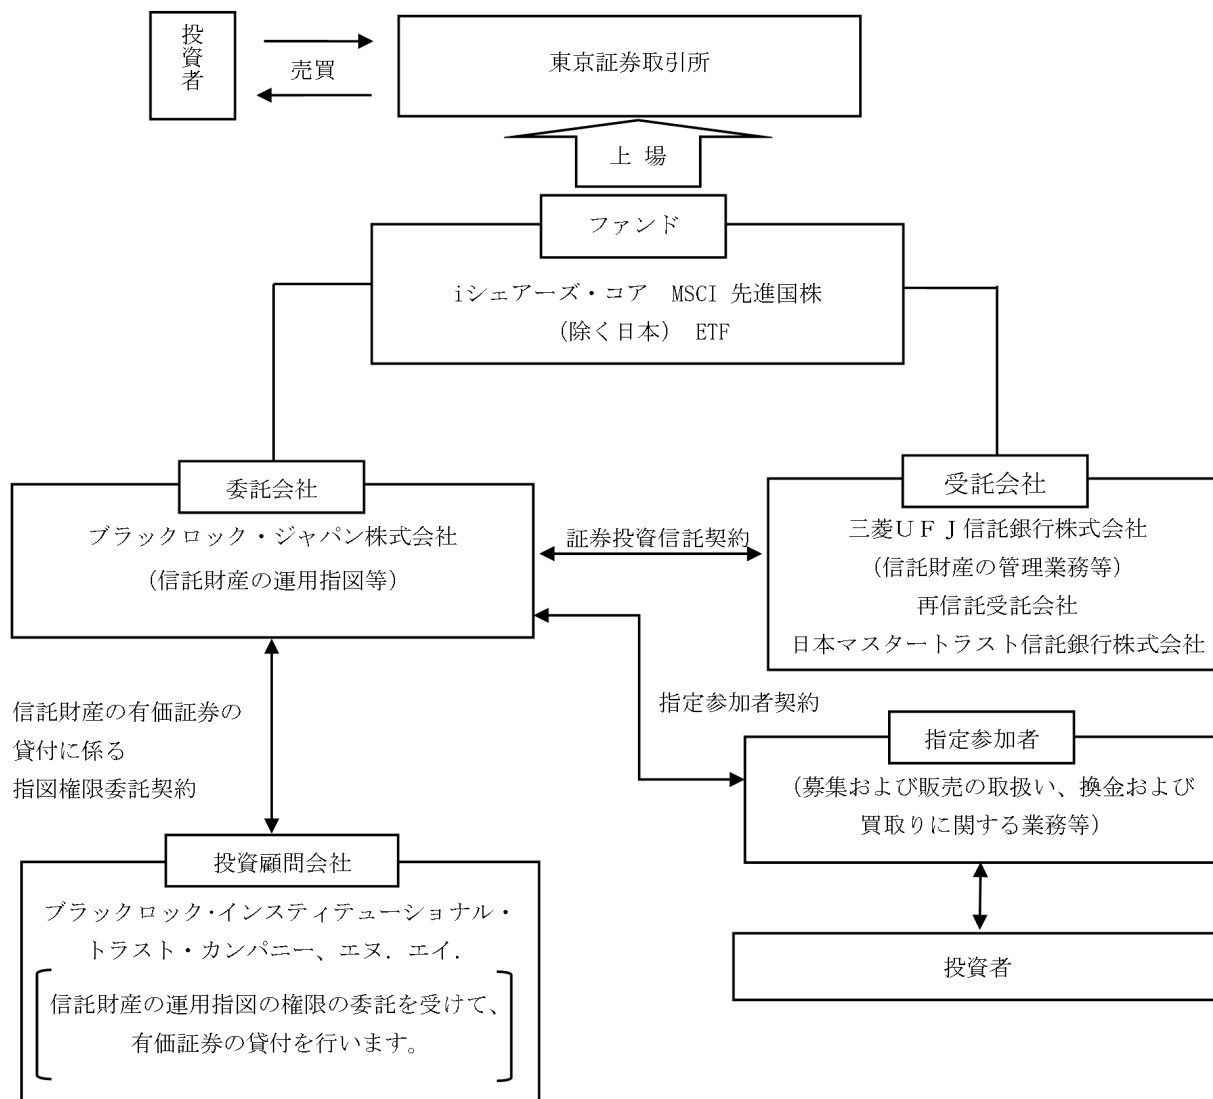 投資者
売買
東京証券取引所
上 場
ファンド
iシェアーズ・コア MSCI 先進国株
（除く日本） ETF
委託会社
ブラックロック・ジャパン株式会社
（信託財産の運用指図等）
証券投資信託契約
受託会社
三菱ＵＦＪ信託銀行株式会社
（信託財産の管理業務等）
再信託受託会社
日本マスタートラスト信託銀行株式会社
信託財産の有価証券の
貸付に係る
指図権限委託契約
指定参加者契約
指定参加者
（募集および販売の取扱い、換金および
買取りに関する業務等）
投資顧問会社
ブラックロック・インスティテューショナル・
トラスト・カンパニー、エヌ．エイ．
信託財産の運用指図の権限の委託を受けて、
有価証券の貸付を行います。
投資者